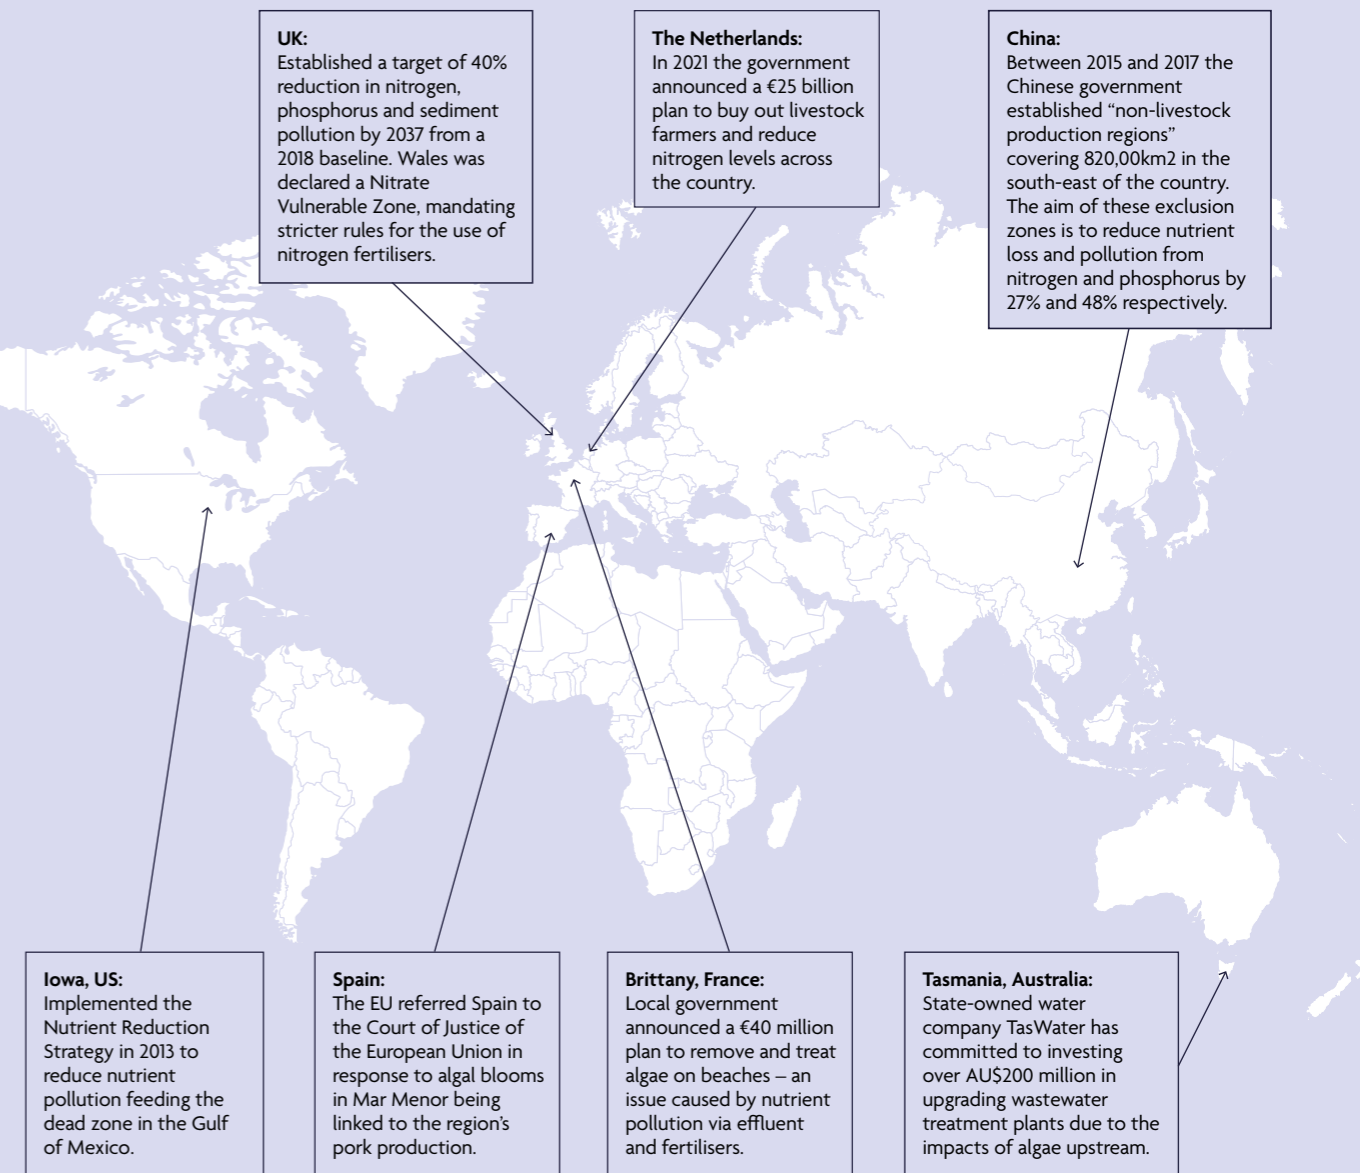 UK:
Established a target of 40%
reduction in nitrogen,
phosphorus and sediment
pollution by 2037 from a
2018 baseline. Wales was
declared a Nitrate
Vulnerable Zone, mandating
stricter rules for the use of
nitrogen fertilisers.
The Netherlands:
In 2021 the government
announced a €25 billion
plan to buy out livestock
farmers and reduce
nitrogen levels across
the country.
China:
Between 2015 and 2017 the
Chinese government
established “non-livestock
production regions”
covering 820,00km2 in the
south-east of the country.
The aim of these exclusion
zones is to reduce nutrient
loss and pollution from
nitrogen and phosphorus by
27% and 48% respectively.
Iowa, US:
Implemented the
Nutrient Reduction
Strategy in 2013 to
reduce nutrient
pollution feeding the
dead zone in the Gulf
of Mexico.
Spain:
The EU referred Spain to
the Court of Justice of
the European Union in
response to algal blooms
in Mar Menor being
linked to the region’s
pork production.
Brittany, France:
Local government
announced a €40 million
plan to remove and treat
algae on beaches – an
issue caused by nutrient
pollution via effluent
and fertilisers.
Tasmania, Australia:
State-owned water
company TasWater has
committed to investing
over AU$200 million in
upgrading wastewater
treatment plants due to the
impacts of algae upstream.